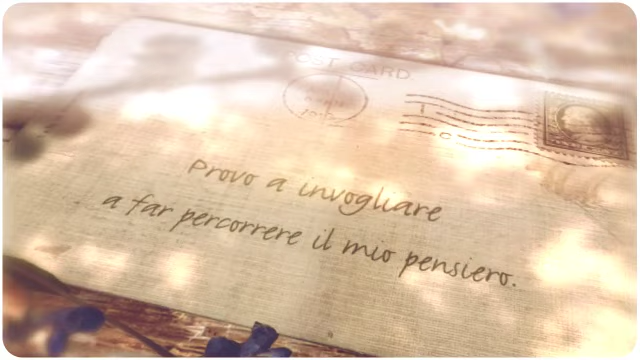 POST CARD
Provo a invogliare
a far percorrere il mio pensiero.